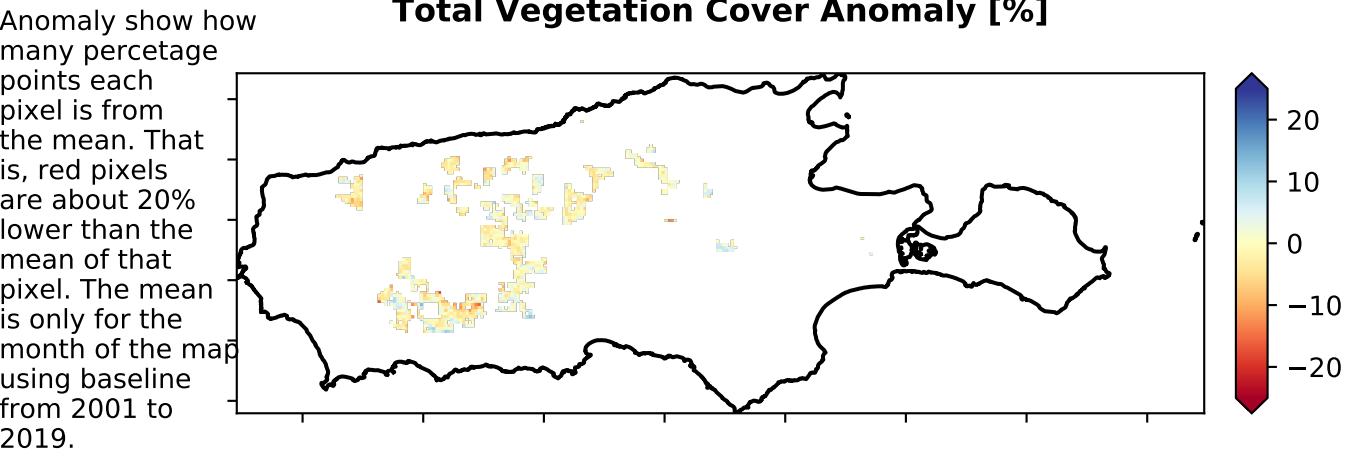 Total Vegetation Cover Anomaly [%]
Anomaly show how
many percetage
points each
pixel is from
the mean. That
is, red pixels
are about 20%
lower than the
mean of that
pixel. The mean
is only for the
month of the map
using baseline
from 2001 to
2019.
20
10
0
−10
−20